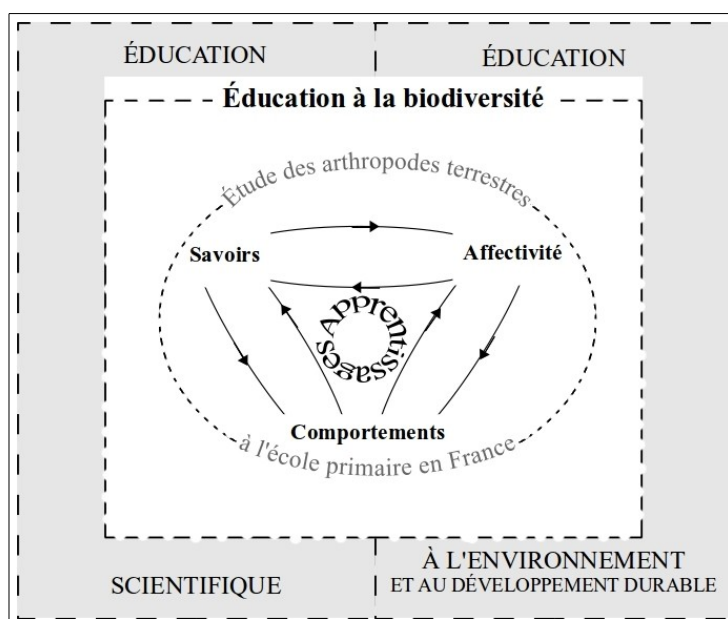 ÉDUCATION
ÉDUCATION
Éducation à la biodiversité
Étude des arthropodes terrestres
Savoirs
Affectivité
Apprentissages
Comportements
à l'école primaire en France
SCIENTIFIQUE
À L'ENVIRONNEMENT
ET AU DÉVELOPPEMENT DURABLE